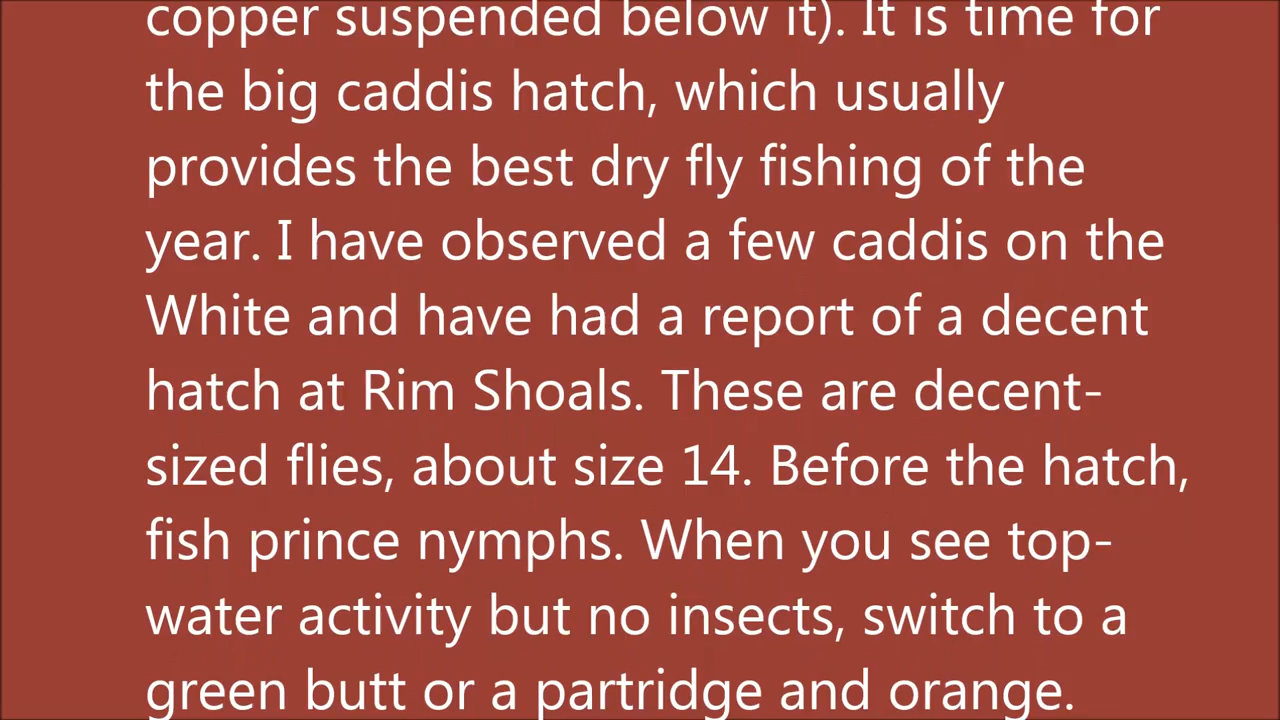 copper suspended below it). It is time for
the big caddis hatch, which usually
provides the best dry fly fishing of the
year. I have observed a few caddis on the
White and have had a report of a decent
hatch at Rim Shoals. These are decent-
sized flies, about size 14. Before the hatch,
fish prince nymphs. When you see top-
water activity but no insects, switch to a
green butt or a partridge and orange.